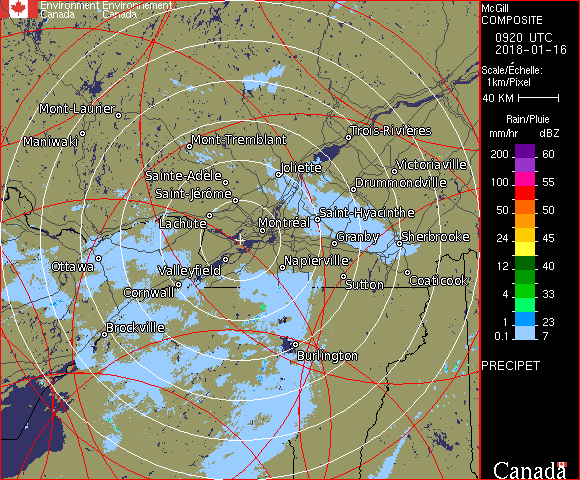 Environment Environnement
Canada Canada
McGill
COMPOSITE
0920 UTC
2018-01-16
Scale/Échelle:
1km/Pixel
40 KM
Rain/Pluie
mm/hr dBZ
200 60
100 55
50 50
24 45
12 40
4 33
1 23
0.1 7
PRECIPET
Canada
Mont-Laurier
Maniwaki
Mont-Tremblant
Trois-Rivières
Joliette
Victoriaville
Sainte-Adèle
Drummondville
Saint-Jérôme
Saint-Hyacinthe
Lachute
Montréal
Granby
Sherbrooke
Ottawa
Valleyfield
Napierville
Cornwall
Sutton
Coaticook
Brockville
Burlington